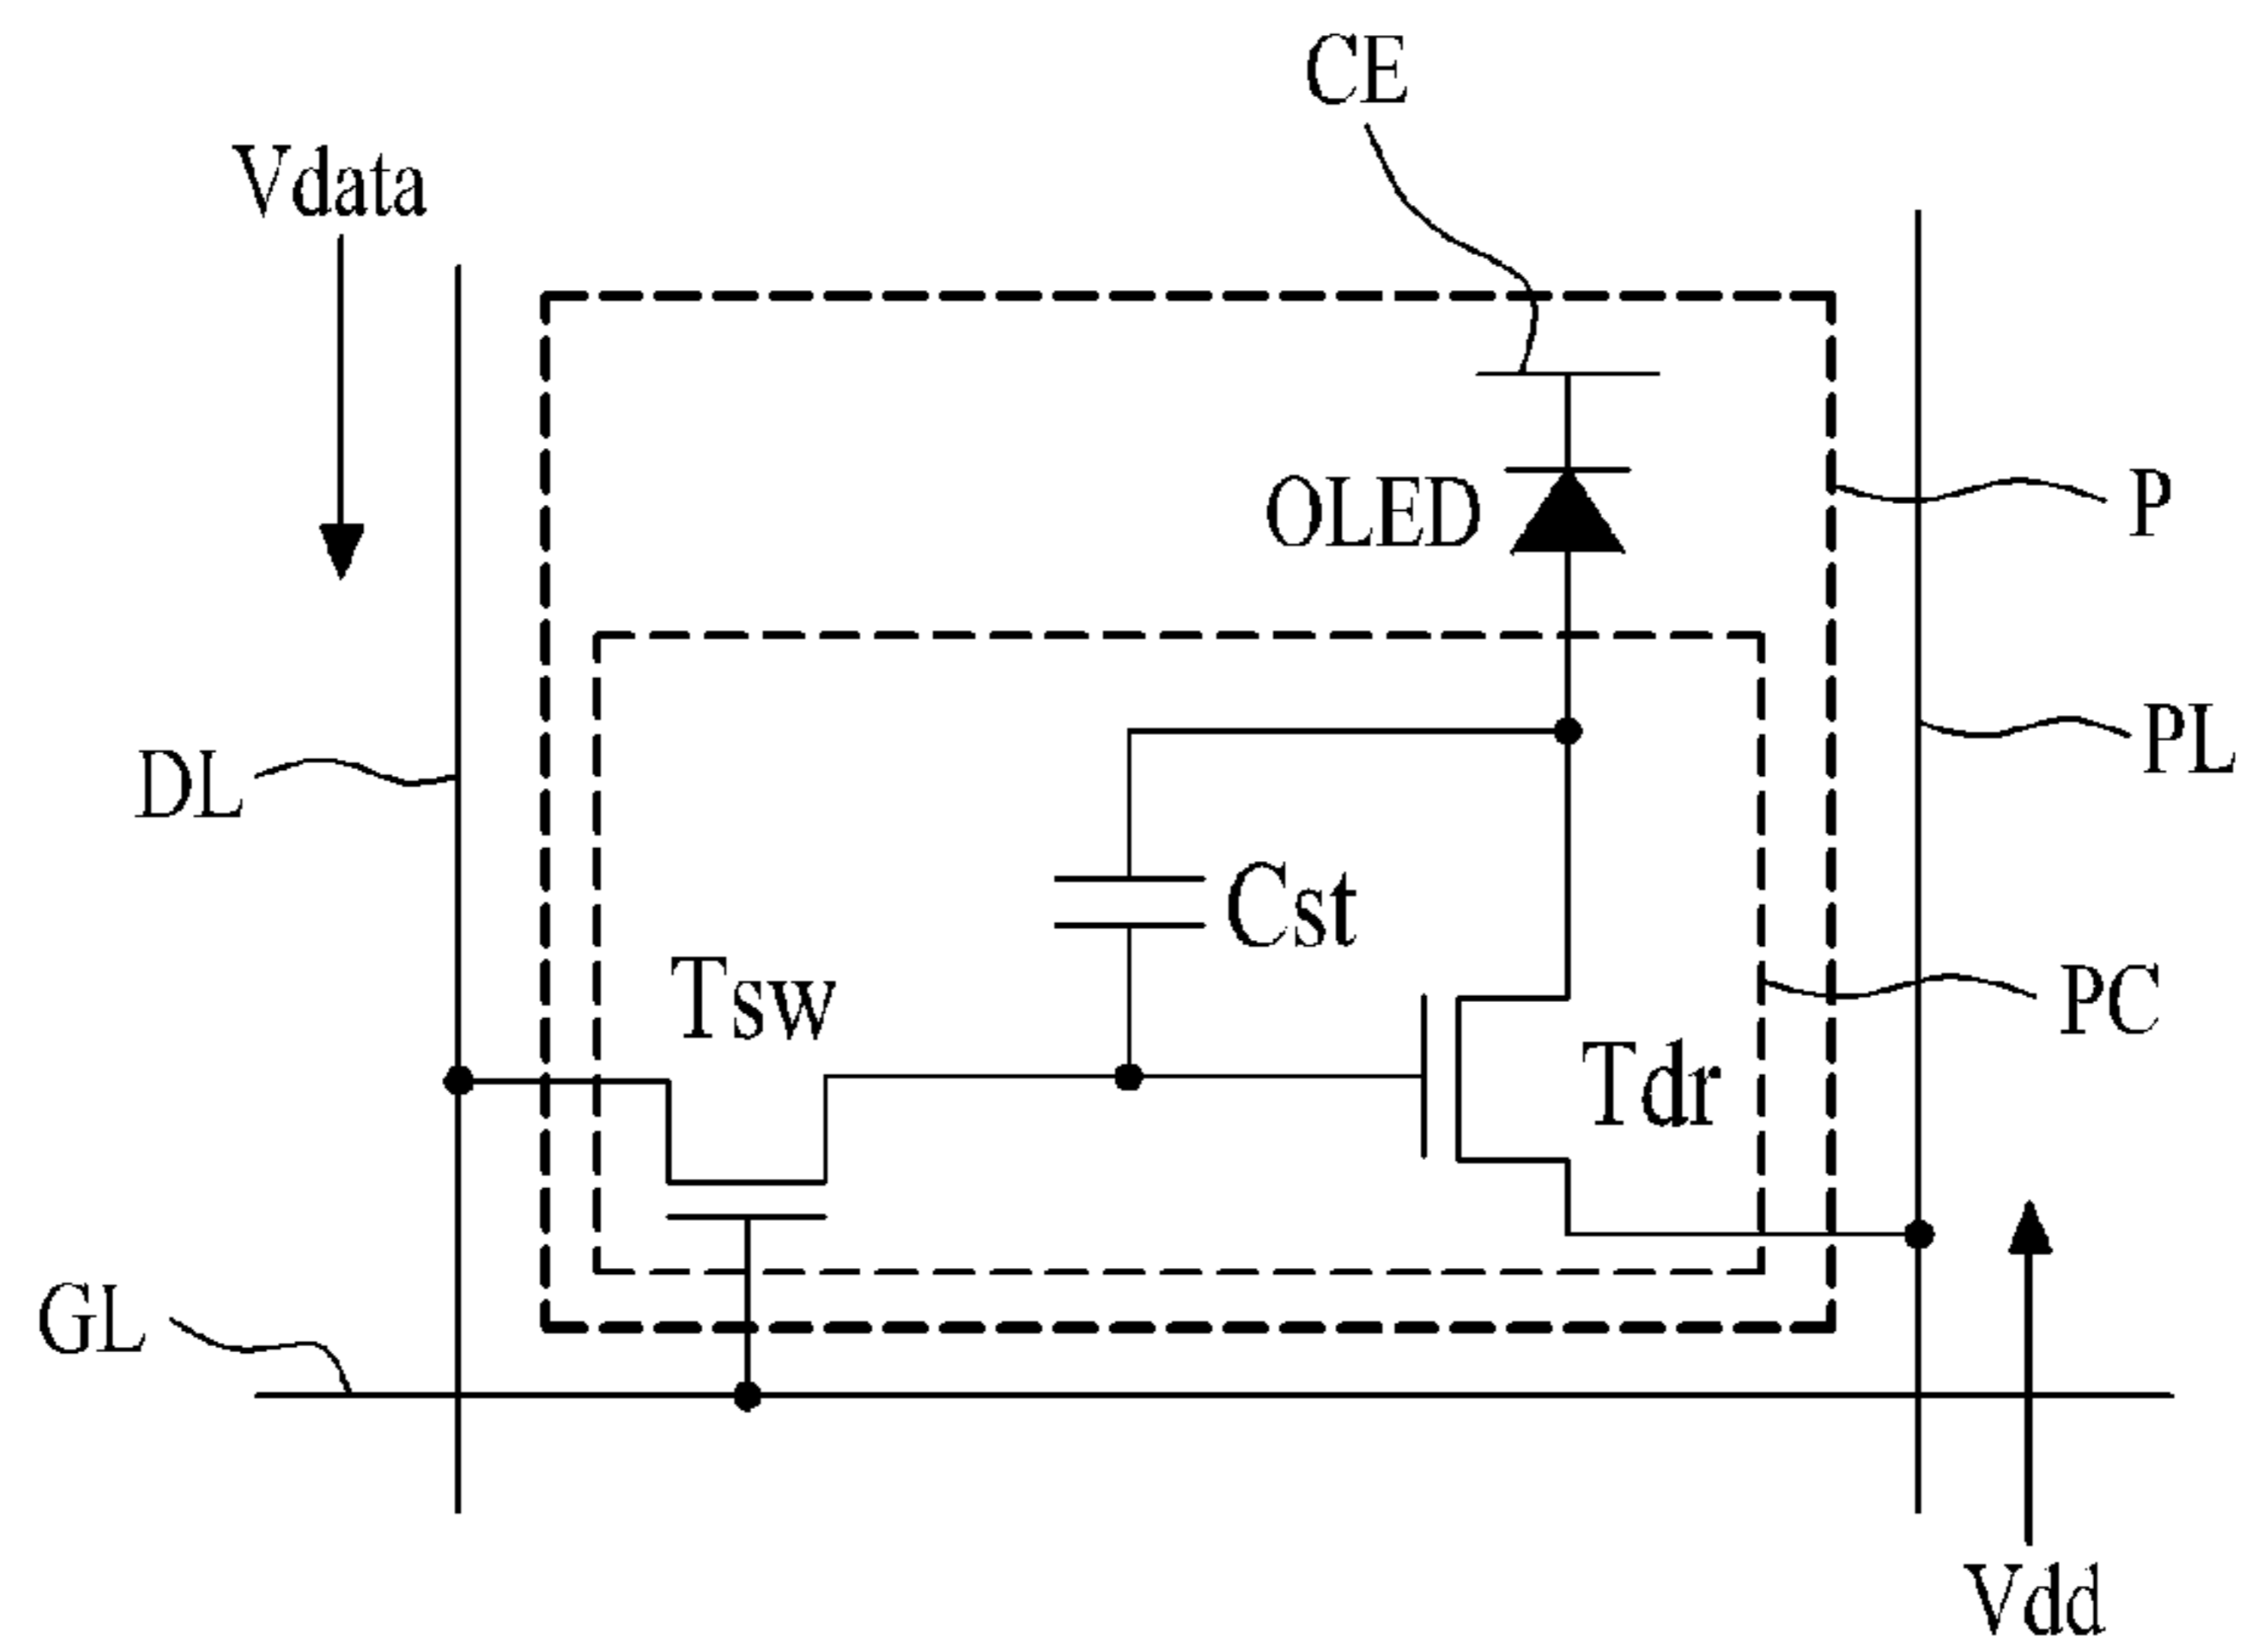 CE
Vdata
OLED
P
PL
DL
Cst
Tsw
PC
Tdr
GL
Vdd